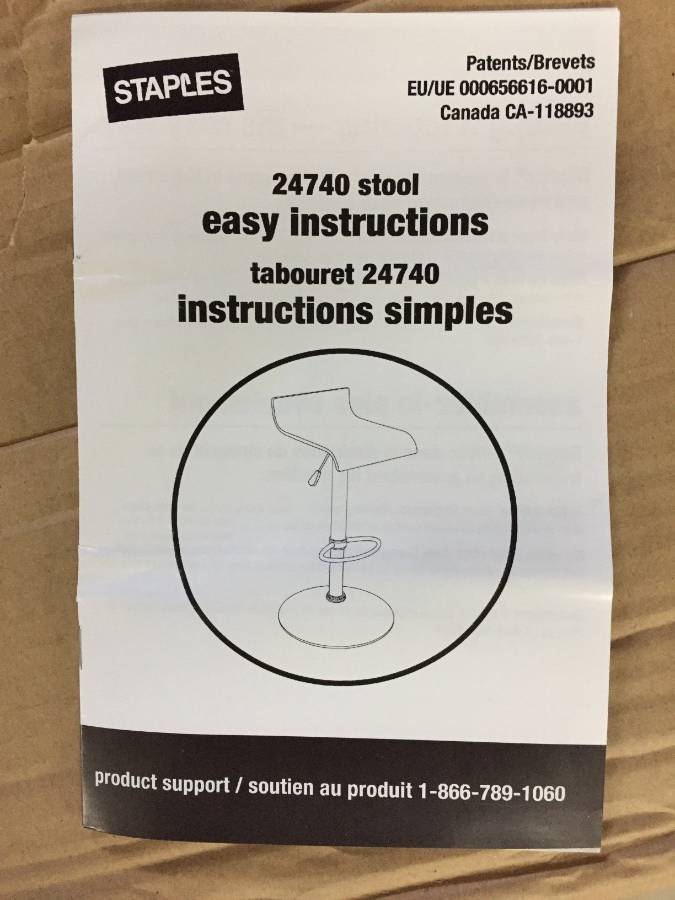 STAPLES
Patents/Brevets
EU/UE 000656616-0001
Canada CA-118893
24740 stool
easy instructions
tabouret 24740
instructions simples
product support / soutien au produit 1-866-789-1060